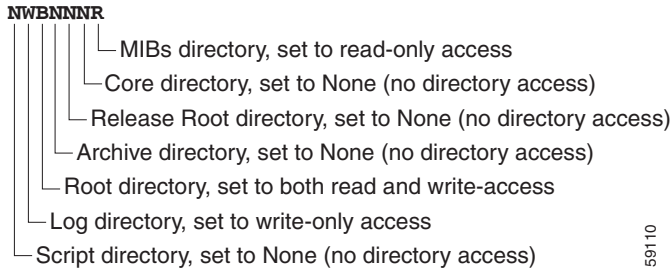 NWBNNNR
MIBs directory, set to read-only access
Core directory, set to None (no directory access)
Release Root directory, set to None (no directory access)
Archive directory, set to None (no directory access)
Root directory, set to both read and write-access
Log directory, set to write-only access
Script directory, set to None (no directory access)
59110